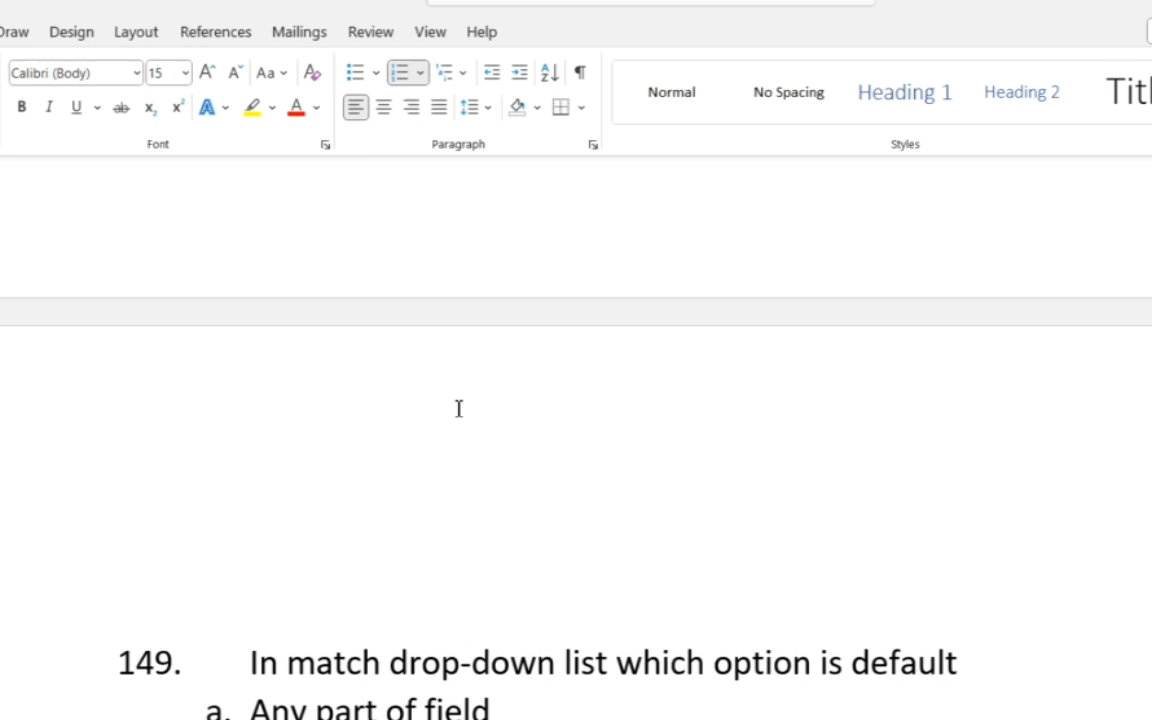 Draw Design Layout References Mailings Review View Help
Calibri (Body) 15 Aa
Normal No Spacing Heading 1 Heading 2
Font Paragraph Styles
149. In match drop-down list which option is default
a. Any part of field